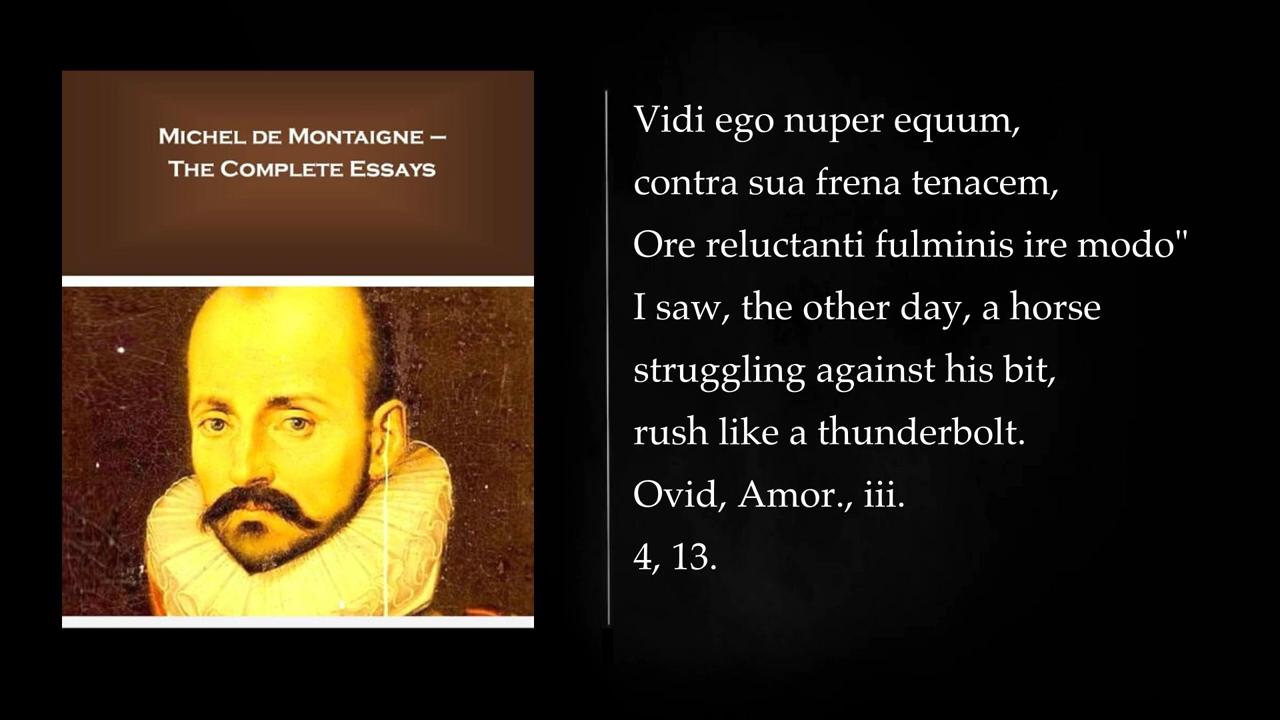 MICHEL DE MONTAIGNE –
THE COMPLETE ESSAYS
Vidi ego nuper equum,
contra sua frena tenacem,
Ore reluctanti fulminis ire modo"
I saw, the other day, a horse
struggling against his bit,
rush like a thunderbolt.
Ovid, Amor., iii.
4, 13.